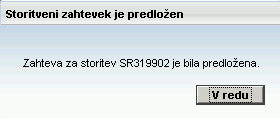 Storitveni zahtevek je predložen
Zahteva za storitev SR319902 je bila predložena.
V redu